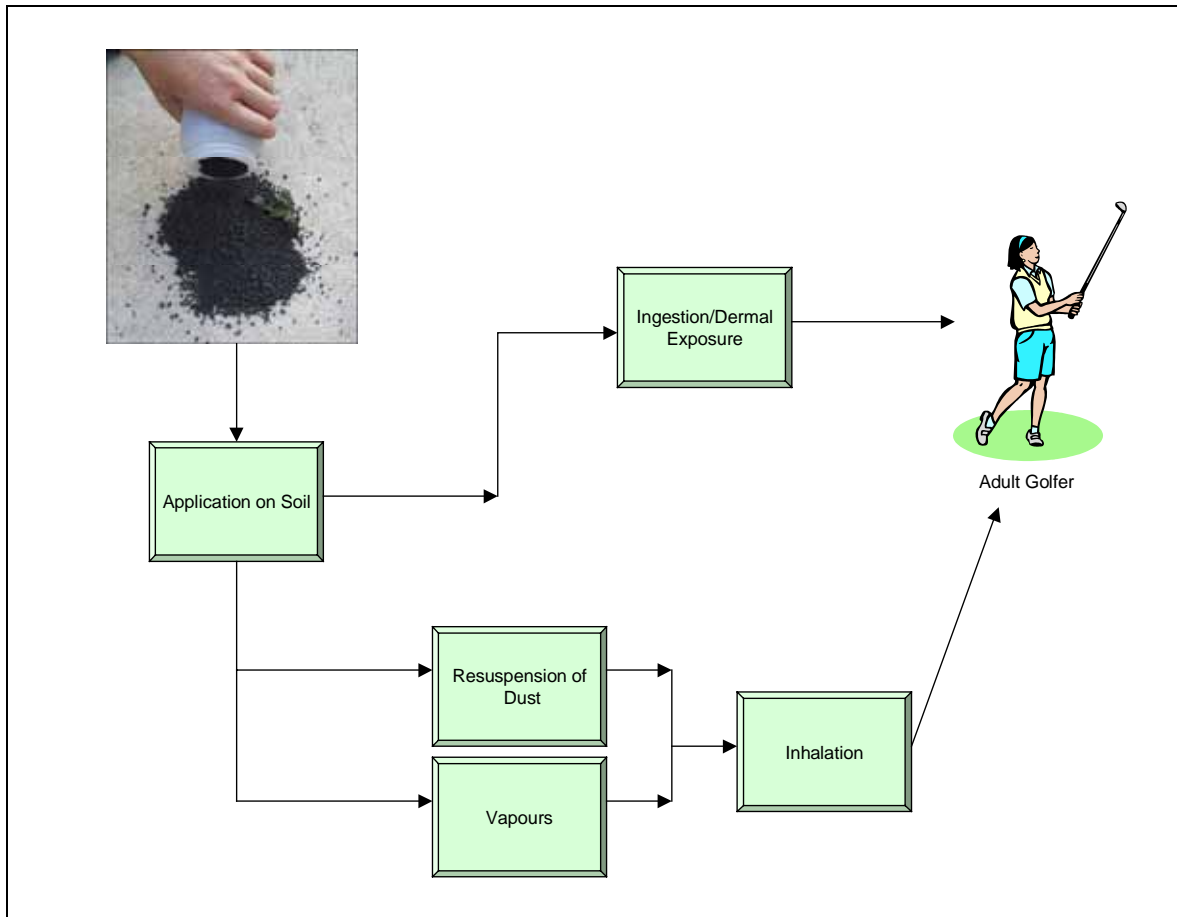 Ingestion/Dermal
Exposure
Adult Golfer
Application on Soil
Resuspension of
Dust
Inhalation
Vapours